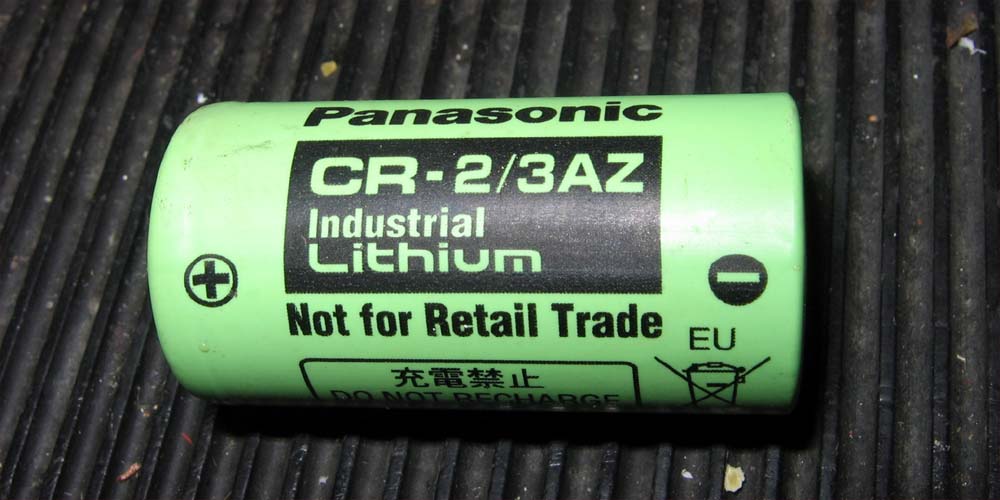 Panasonic
CR-2/3AZ
Industrial
Lithium
Not for Retail Trade
EU
充電禁止
DO NOT RECHARGE